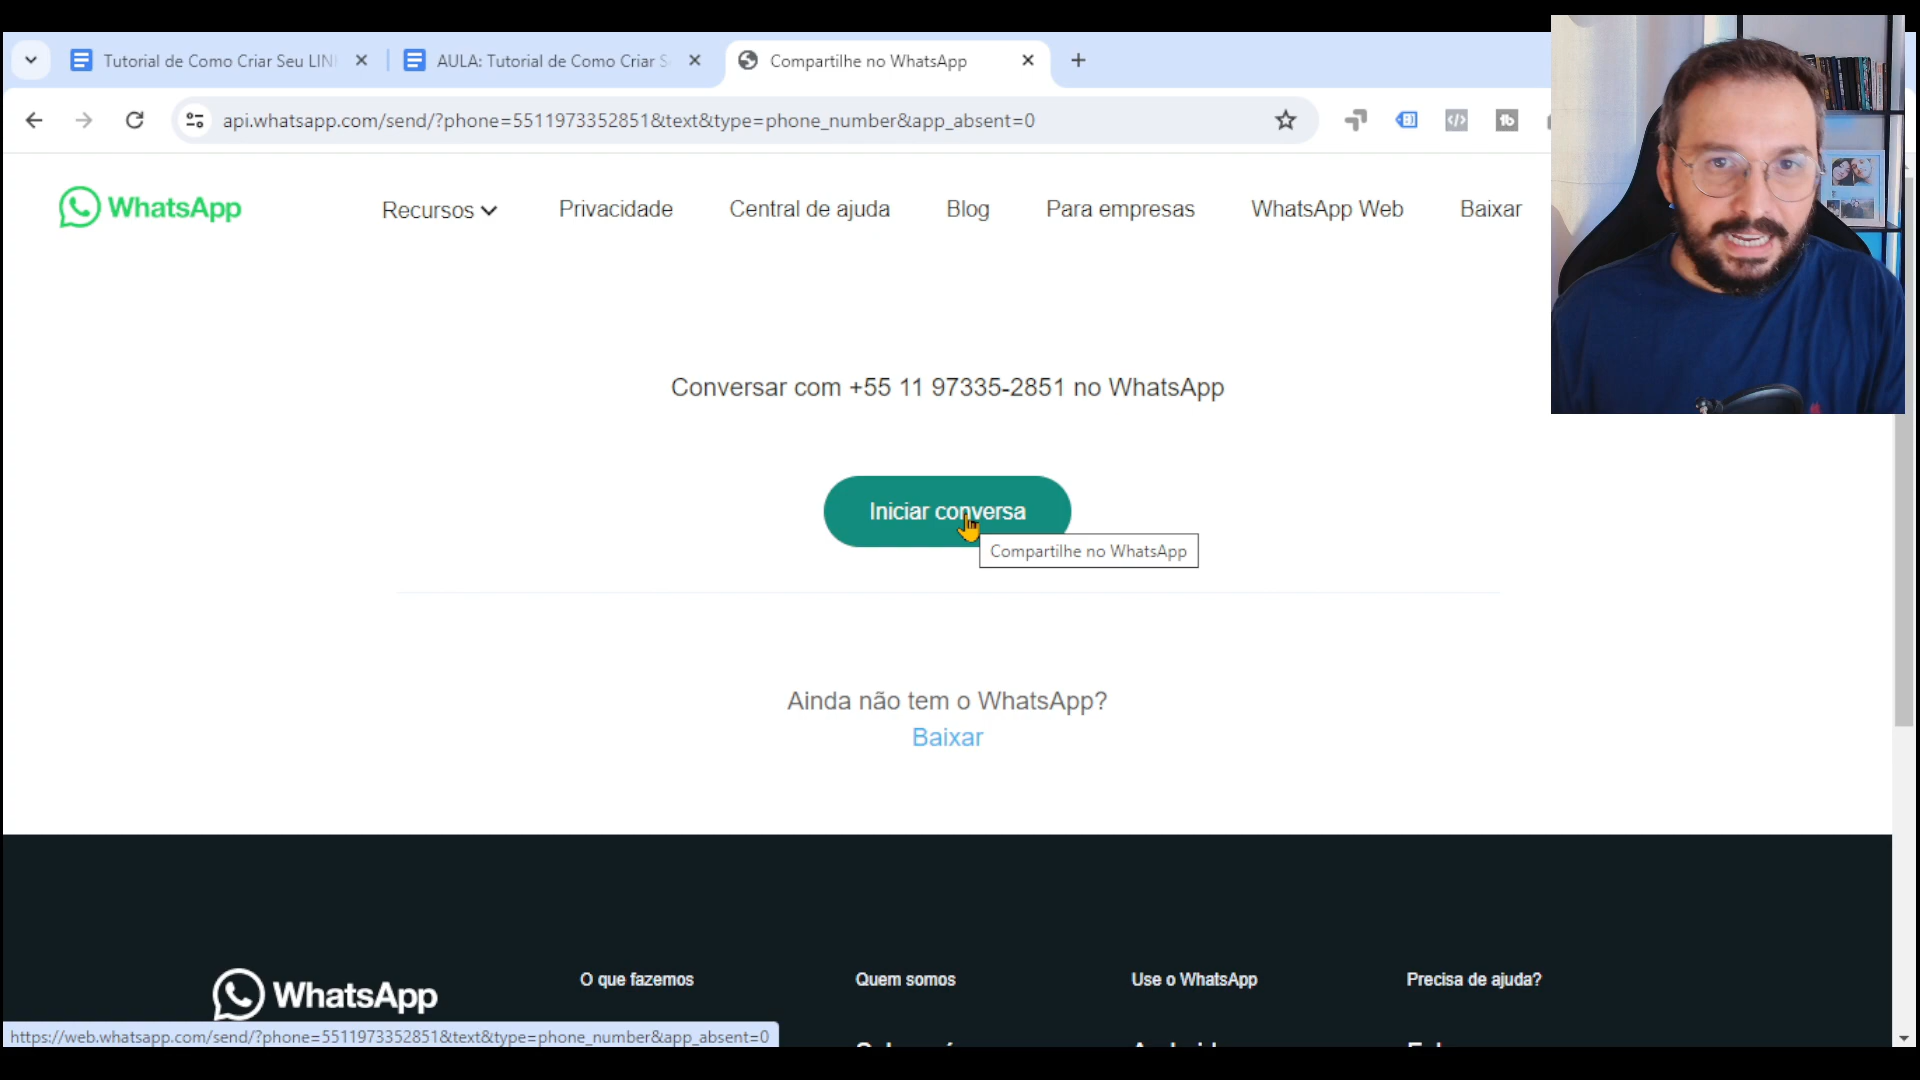 Tutorial de Como Criar Seu LIN
AULA: Tutorial de Como Criar S
Compartilhe no WhatsApp
api.whatsapp.com/send/?phone=5511973352851&text&type=phone_number&app_absent=0
WhatsApp
Recursos
Privacidade
Central de ajuda
Blog
Para empresas
WhatsApp Web
Baixar
Conversar com +55 11 97335-2851 no WhatsApp
Iniciar conversa
Compartilhe no WhatsApp
Ainda não tem o WhatsApp?
Baixar
WhatsApp
O que fazemos
Quem somos
Use o WhatsApp
Precisa de ajuda?
https://web.whatsapp.com/send/?phone=5511973352851&text&type=phone_number&app_absent=0